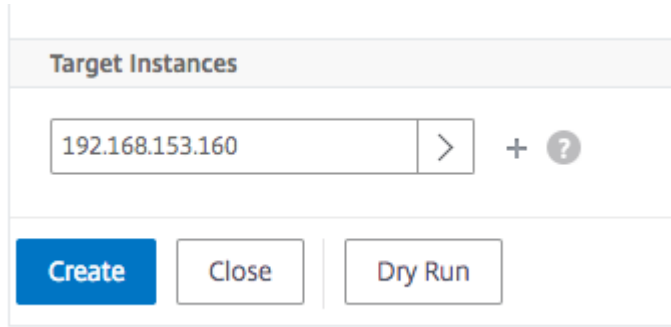 Target Instances
192.168.153.160 > + ?
Create Close Dry Run